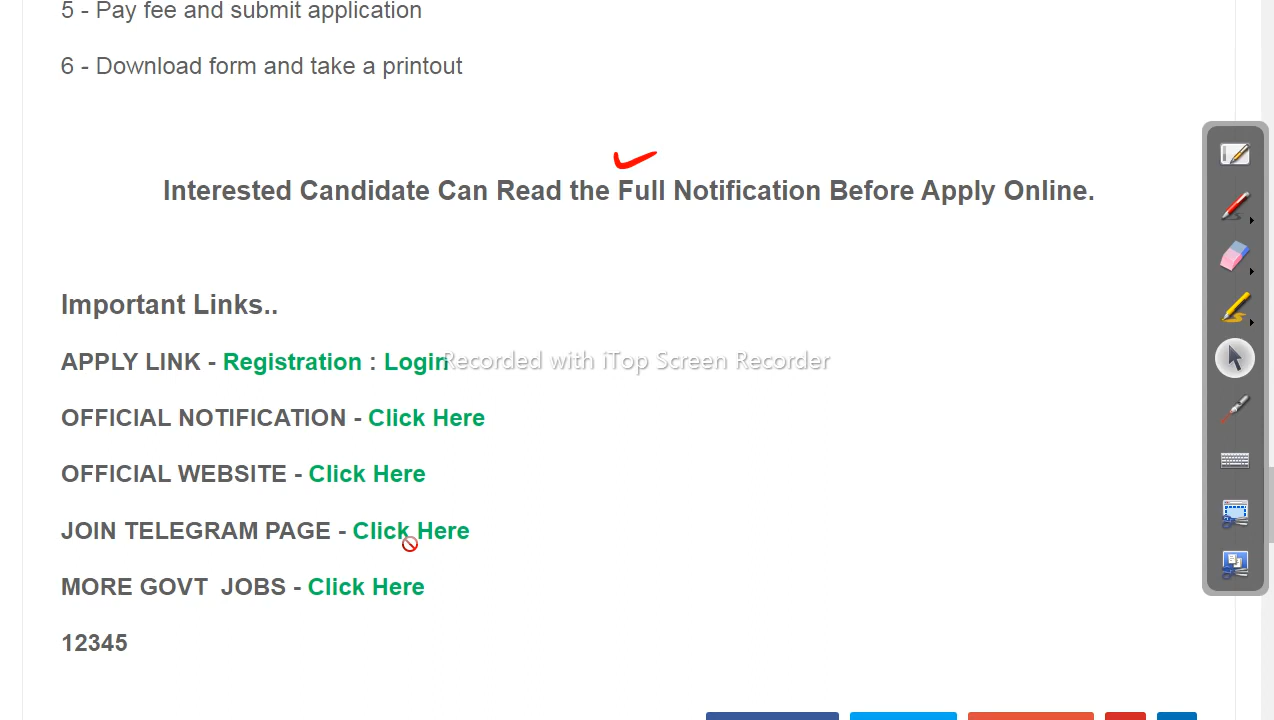 5 - Pay fee and submit application
6 - Download form and take a printout
Interested Candidate Can Read the Full Notification Before Apply Online.
Important Links..
APPLY LINK - Registration : Login
Recorded with iTop Screen Recorder
OFFICIAL NOTIFICATION - Click Here
OFFICIAL WEBSITE - Click Here
JOIN TELEGRAM PAGE - Click Here
MORE GOVT  JOBS - Click Here
12345